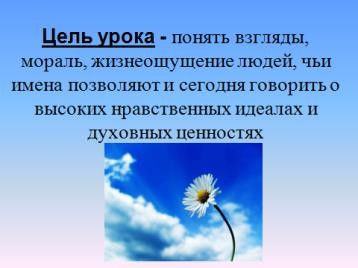 Цель урока - понять взгляды,
мораль, жизнеощущение людей, чьи
имена позволяют и сегодня говорить о
высоких нравственных идеалах и
духовных ценностях